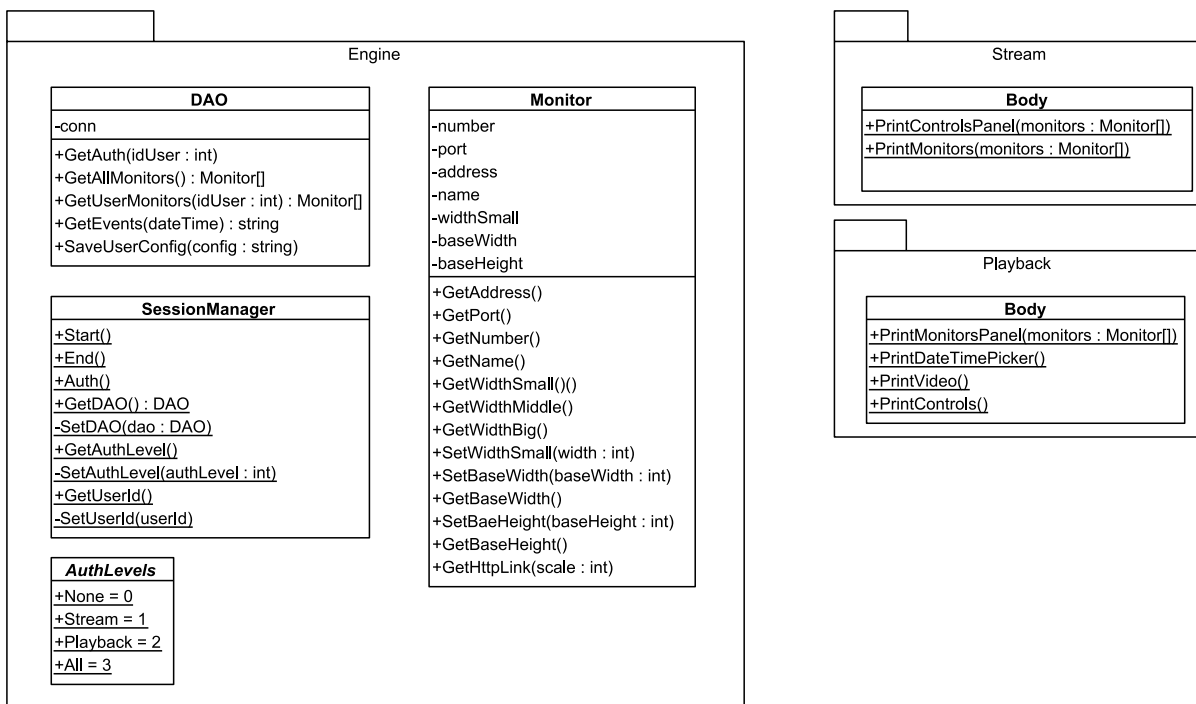 Engine
DAO
-conn
+GetAuth(idUser : int)
+GetAllMonitors() : Monitor[]
+GetUserMonitors(idUser : int) : Monitor[]
+GetEvents(dateTime) : string
+SaveUserConfig(config : string)
SessionManager
+Start()
+End()
+Auth()
+GetDAO() : DAO
-SetDAO(dao : DAO)
+GetAuthLevel()
-SetAuthLevel(authLevel : int)
+GetUserId()
-SetUserId(userId)
AuthLevels
+None = 0
+Stream = 1
+Playback = 2
+All = 3
Monitor
-number
-port
-address
-name
-widthSmall
-baseWidth
-baseHeight
+GetAddress()
+GetPort()
+GetNumber()
+GetName()
+GetWidthSmall()()
+GetWidthMiddle()
+GetWidthBig()
+SetWidthSmall(width : int)
+SetBaseWidth(baseWidth : int)
+GetBaseWidth()
+SetBaeHeight(baseHeight : int)
+GetBaseHeight()
+GetHttpLink(scale : int)
Stream
Body
+PrintControlsPanel(monitors : Monitor[])
+PrintMonitors(monitors : Monitor[])
Playback
Body
+PrintMonitorsPanel(monitors : Monitor[])
+PrintDateTimePicker()
+PrintVideo()
+PrintControls()